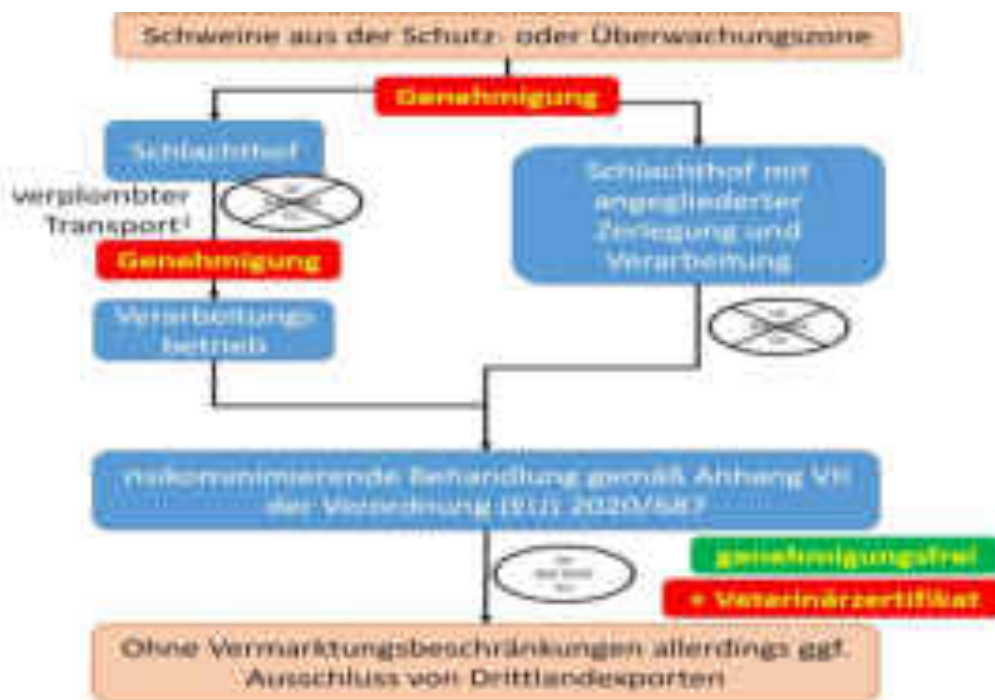 Schweine aus der Schutz- oder Überwachungszone
Genehmigung
Schlachthof
verplombter
Transport¹
Genehmigung
Verarbeitungs
betrieb
Schlachthof mit
angegliederter
Zerlegung und
Verarbeitung
risikominimierende Behandlung gemäß Anhang VII
der Verordnung (EU) 2020/687
genehmigungsfrei
+ Veterinärzertifikat
Ohne Vermarktungsbeschränkungen allerdings ggf.
Ausschluss von Drittlandexporten